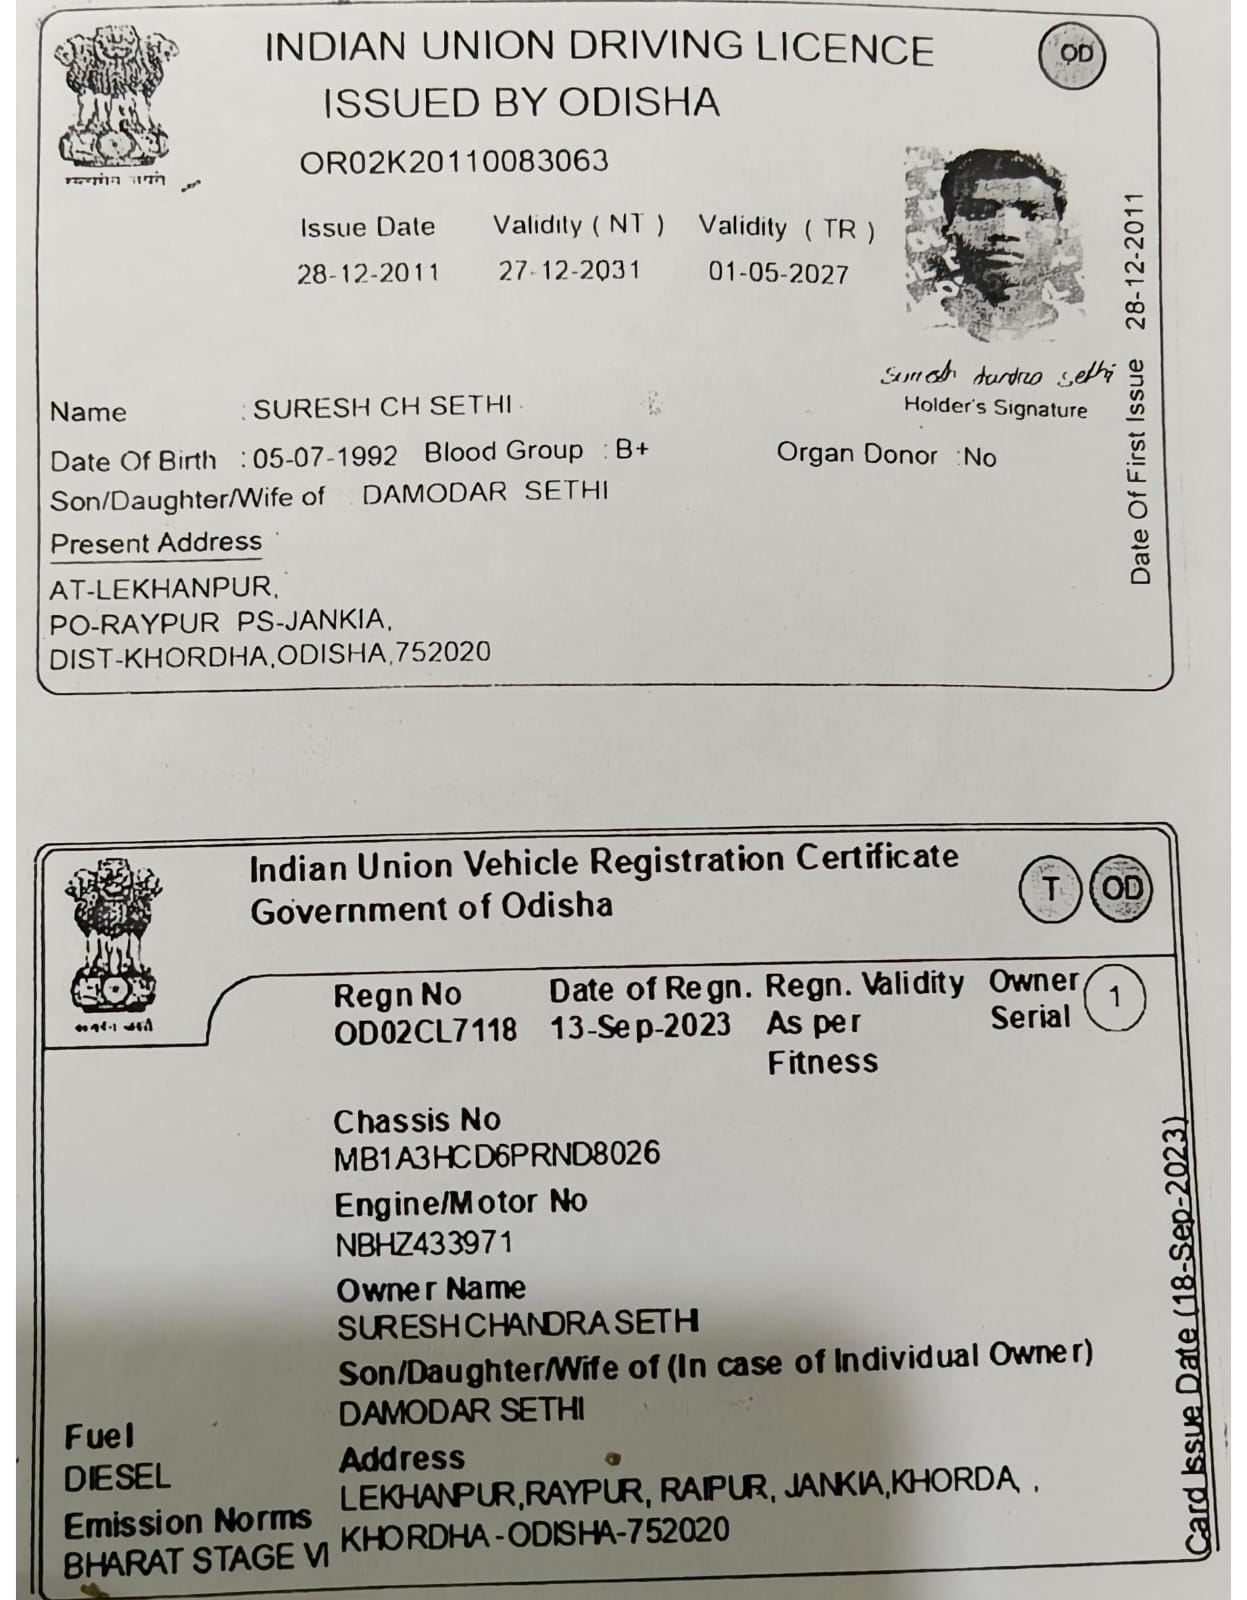 INDIAN UNION DRIVING LICENCE
OD
ISSUED BY ODISHA
OR02K20110083063
Issue Date Validity ( NT ) Validity ( TR )
28-12-2011 27-12-2031 01-05-2027
Date Of First Issue 28-12-2011
Holder's Signature
Name : SURESH CH SETHI
Date Of Birth : 05-07-1992 Blood Group : B+ Organ Donor : No
Son/Daughter/Wife of DAMODAR SETHI
Present Address
AT-LEKHANPUR,
PO-RAYPUR PS-JANKIA,
DIST-KHORDHA,ODISHA,752020
Indian Union Vehicle Registration Certificate
Government of Odisha
T OD
Regn No Date of Regn. Regn. Validity Owner
OD02CL7118 13-Sep-2023 As per Serial 1
Fitness
Chassis No
MB1A3HCD6PRND8026
Engine/Motor No
NBHZ433971
Owner Name
SURESH CHANDRA SETHI
Son/Daughter/Wife of (In case of Individual Owner)
DAMODAR SETHI
Fuel
DIESEL
Emission Norms
BHARAT STAGE VI
Address
LEKHANPUR,RAYPUR, RAIPUR, JANKIA,KHORDA ,
KHORDHA-ODISHA-752020
Card Issue Date (18-Sep-2023)